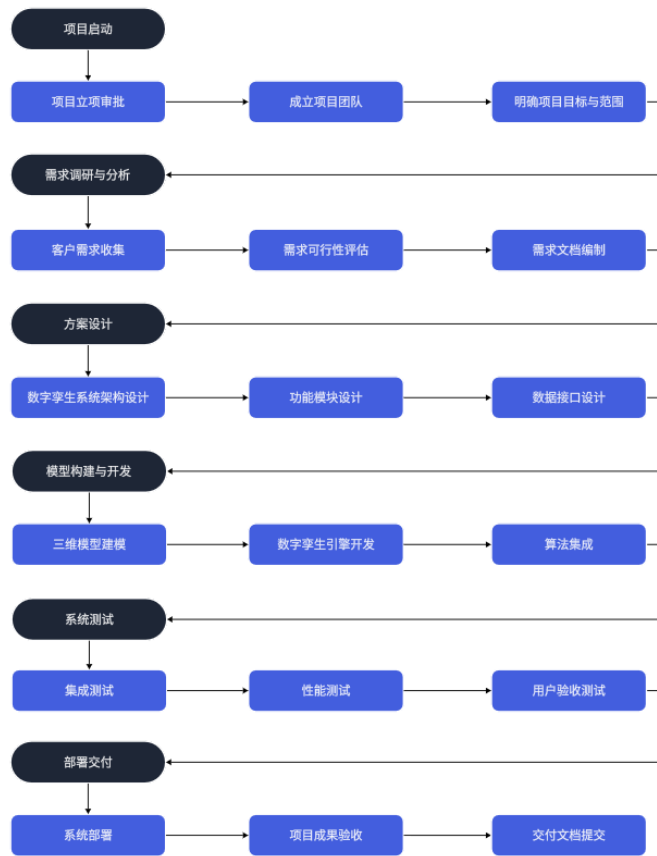 项目启动
项目立项审批
成立项目团队
明确项目目标与范围
需求调研与分析
客户需求收集
需求可行性评估
需求文档编制
方案设计
数字孪生系统架构设计
功能模块设计
数据接口设计
模型构建与开发
三维模型建模
数字孪生引擎开发
算法集成
系统测试
集成测试
性能测试
用户验收测试
部署交付
系统部署
项目成果验收
交付文档提交